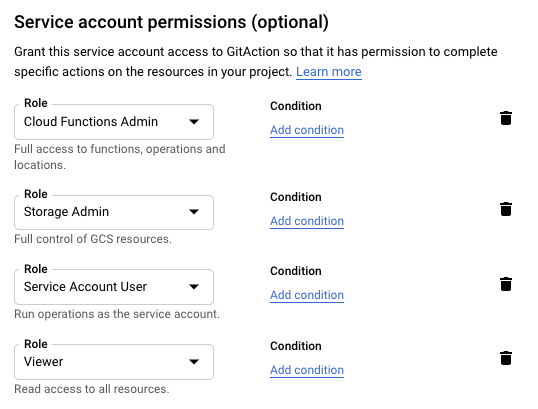 Service account permissions (optional)
Grant this service account access to GitAction so that it has permission to complete
specific actions on the resources in your project. Learn more
Role
Cloud Functions Admin
Condition
Add condition
Full access to functions, operations and
locations.
Role
Storage Admin
Condition
Add condition
Full control of GCS resources.
Role
Service Account User
Condition
Add condition
Run operations as the service account.
Role
Viewer
Condition
Add condition
Read access to all resources.